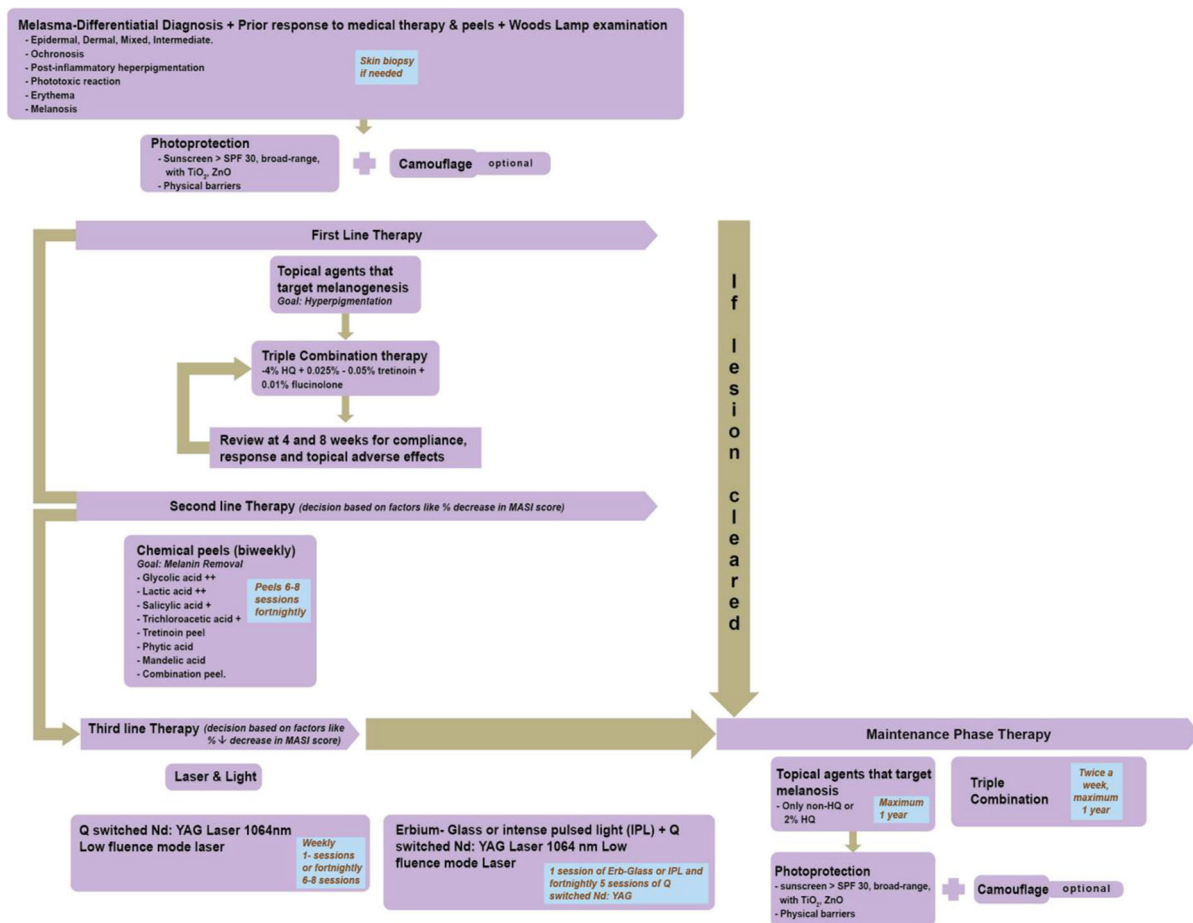 Melasma-Differentiatial Diagnosis + Prior response to medical therapy & peels + Woods Lamp examination
- Epidermal, Dermal, Mixed, Intermediate.
- Ochronosis
- Post-inflammatory heperpigmentation
- Phototoxic reaction
- Erythema
- Melanosis
Skin biopsy
if needed
Photoprotection
- Sunscreen > SPF 30, broad-range,
with TiO₂, ZnO
- Physical barriers
Camouflage optional
First Line Therapy
Topical agents that
target melanogenesis
Goal: Hyperpigmentation
Triple Combination therapy
-4% HQ + 0.025% - 0.05% tretinoin +
0.01% flucinolone
Review at 4 and 8 weeks for compliance,
response and topical adverse effects
If lesion cleared
Second line Therapy (decision based on factors like % decrease in MASI score)
Chemical peels (biweekly)
Goal: Melanin Removal
- Glycolic acid ++
- Lactic acid ++
- Salicylic acid +
- Trichloroacetic acid +
- Tretinoin peel
- Phytic acid
- Mandelic acid
- Combination peel.
Peels 6-8
sessions
fortnightly
Third line Therapy (decision based on factors like
% ↓ decrease in MASI score)
Laser & Light
Q switched Nd: YAG Laser 1064nm
Low fluence mode laser
Weekly
1- sessions
or fortnightly
6-8 sessions
Erbium- Glass or intense pulsed light (IPL) + Q
switched Nd: YAG Laser 1064 nm Low
fluence mode Laser
1 session of Erb-Glass or IPL and
fortnightly 5 sessions of Q
switched Nd: YAG
Maintenance Phase Therapy
Topical agents that target
melanosis
- Only non-HQ or
2% HQ
Maximum
1 year
Triple
Combination
Twice a
week,
maximum
1 year
Photoprotection
- sunscreen > SPF 30, broad-range,
with TiO₂, ZnO
- Physical barriers
Camouflage optional